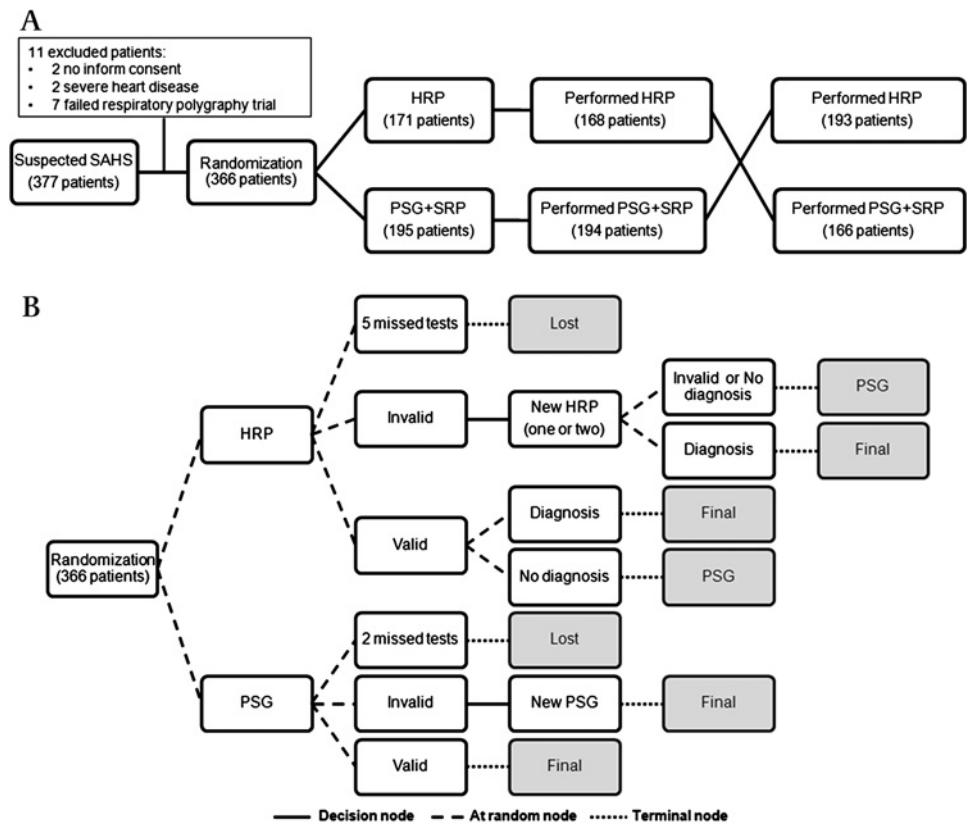 A
11 excluded patients:
• 2 no inform consent
• 2 severe heart disease
• 7 failed respiratory polygraphy trial
Suspected SAHS
(377 patients)
Randomization
(366 patients)
HRP
(171 patients)
Performed HRP
(168 patients)
Performed HRP
(193 patients)
PSG+SRP
(195 patients)
Performed PSG+SRP
(194 patients)
Performed PSG+SRP
(166 patients)
B
Randomization
(366 patients)
HRP
5 missed tests
Lost
Invalid
New HRP
(one or two)
Invalid or No
diagnosis
PSG
Diagnosis
Final
Valid
Diagnosis
Final
No diagnosis
PSG
PSG
2 missed tests
Lost
Invalid
New PSG
Final
Valid
Final
Decision node
At random node
Terminal node